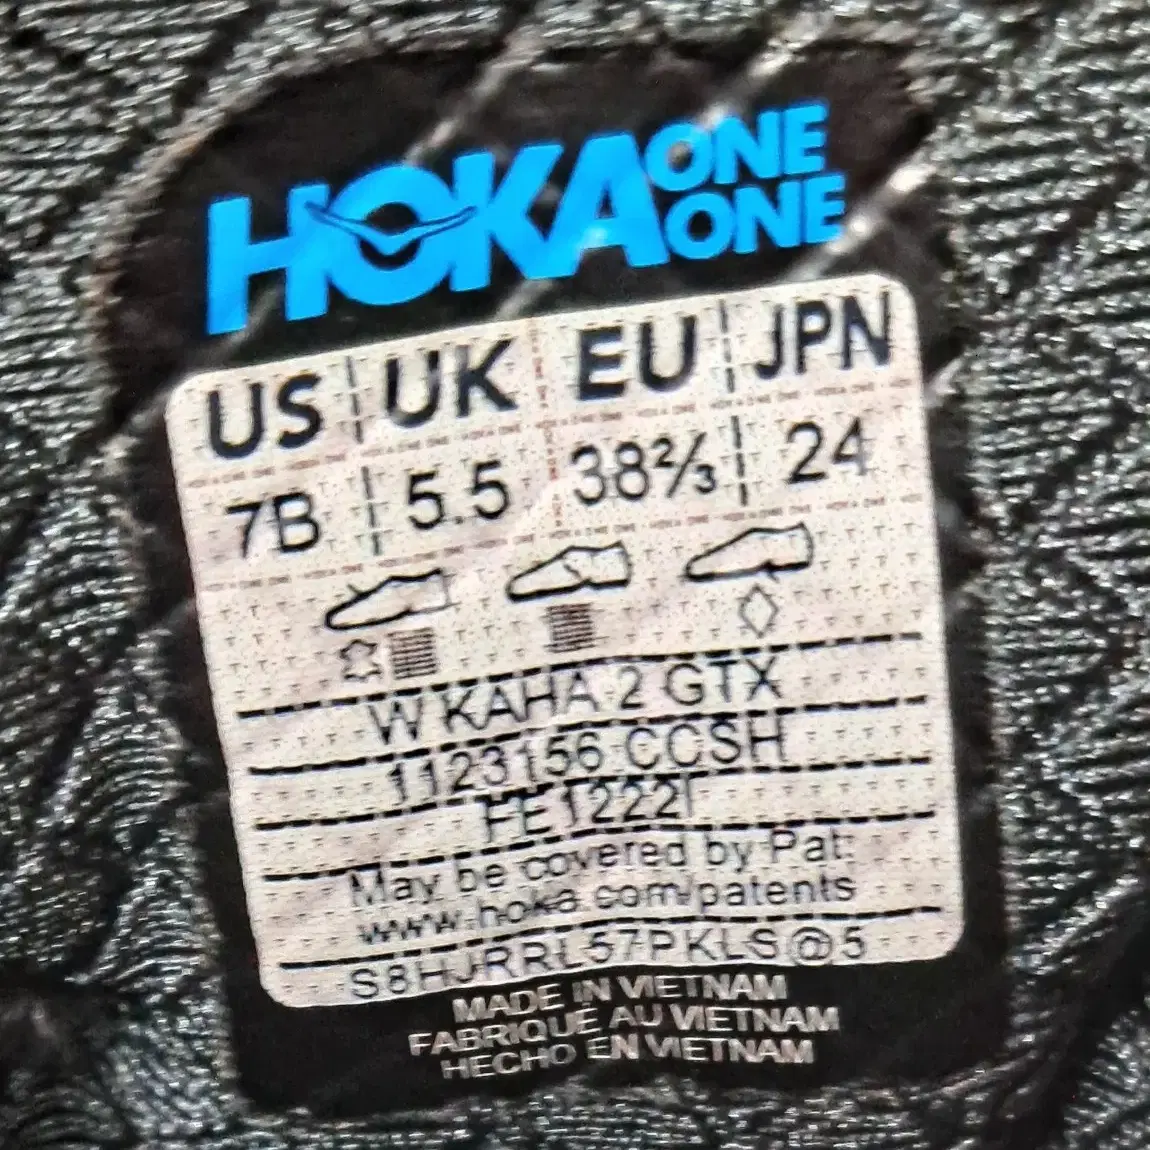 HOKA ONE ONE
US UK EU JPN
7B 5.5 38⅔ 24
W KAHA 2 GTX
1123156 CCSH
FE1222I
May be covered by Pat.
www.hoka.com/patents
S8HJRRL57PKLS@5
MADE IN VIETNAM
FABRIQUÉ AU VIETNAM
HECHO EN VIETNAM